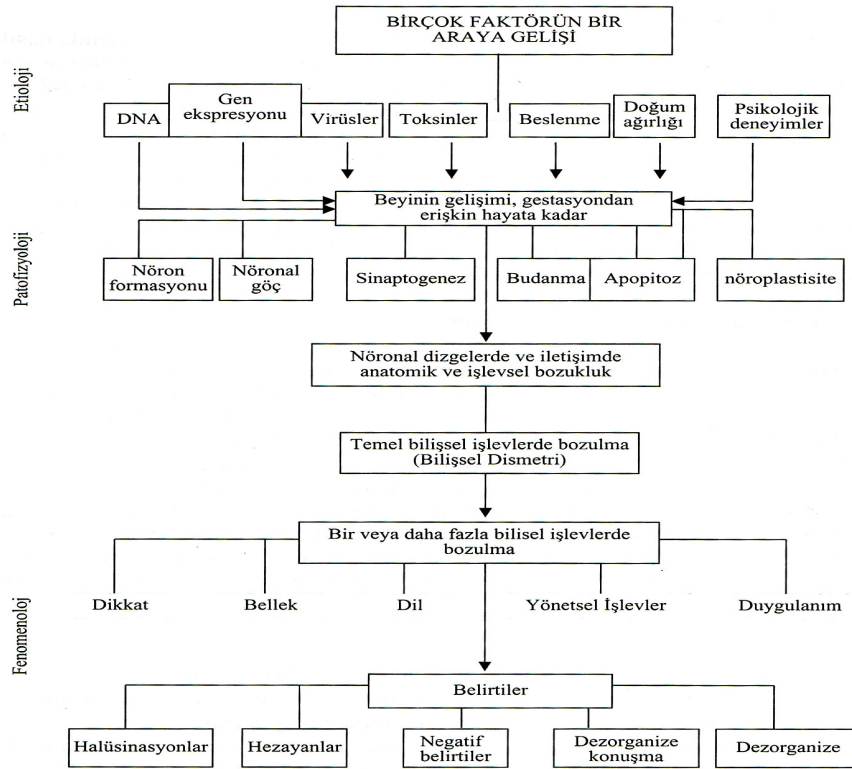 BİRÇOK FAKTÖRÜN BİR
ARAYA GELİŞİ
Etioloji
DNA
Gen
ekspresyonu
Virüsler
Toksinler
Beslenme
Doğum
ağırlığı
Psikolojik
deneyimler
Beyinin gelişimi, gestasyondan
erişkin hayata kadar
Patofizyoloji
Nöron
formasyonu
Nöronal
göç
Sinaptogenez
Budanma
Apopitoz
nöroplastisite
Nöronal dizgelerde ve iletişimde
anatomik ve işlevsel bozukluk
Temel bilişsel işlevlerde bozulma
(Bilişsel Dismetri)
Bir veya daha fazla bilisel işlevlerde
bozulma
Fenomenoloj
Dikkat
Bellek
Dil
Yönetsel İşlevler
Duygulanım
Belirtiler
Halüsinasyonlar
Hezayanlar
Negatif
belirtiler
Dezorganize
konuşma
Dezorganize